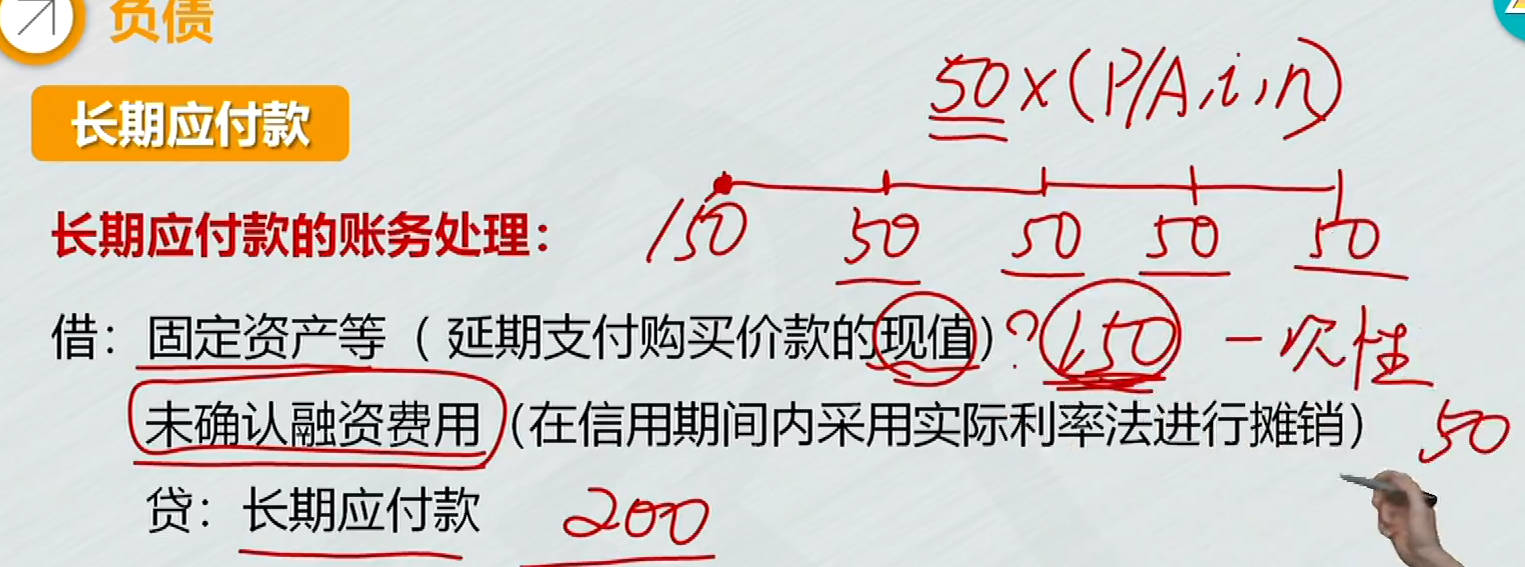 负债
50×(P/A,i,n)
长期应付款
长期应付款的账务处理：
150 50 50 50 50
借：固定资产等（延期支付购买价款的现值）？150 一次性
未确认融资费用（在信用期间内采用实际利率法进行摊销） 50
贷：长期应付款 200